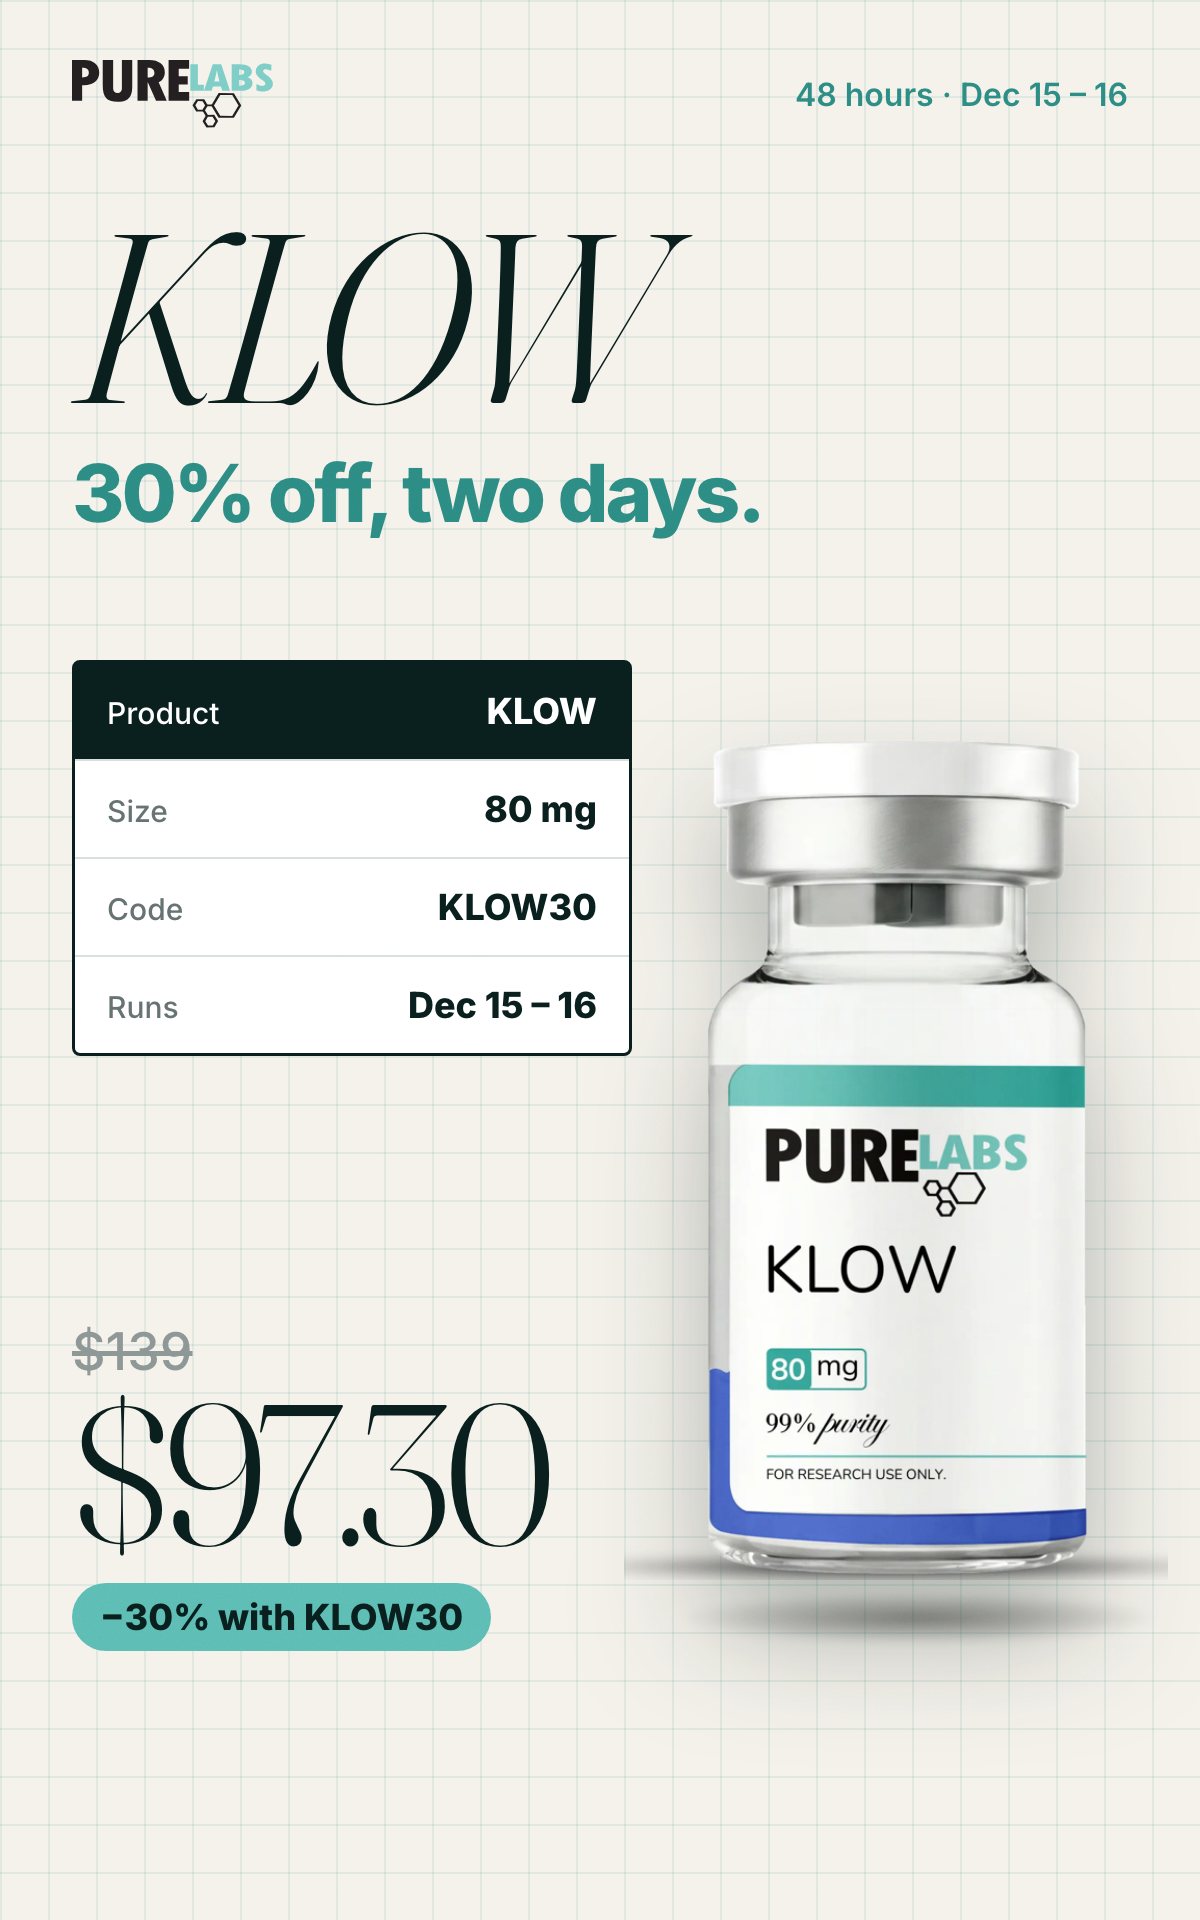 PURELABS
48 hours · Dec 15 – 16
KLOW
30% off, two days.
Product KLOW
Size 80 mg
Code KLOW30
Runs Dec 15 – 16
$139
$97.30
–30% with KLOW30
PURELABS
KLOW
80 mg
99% purity
FOR RESEARCH USE ONLY.